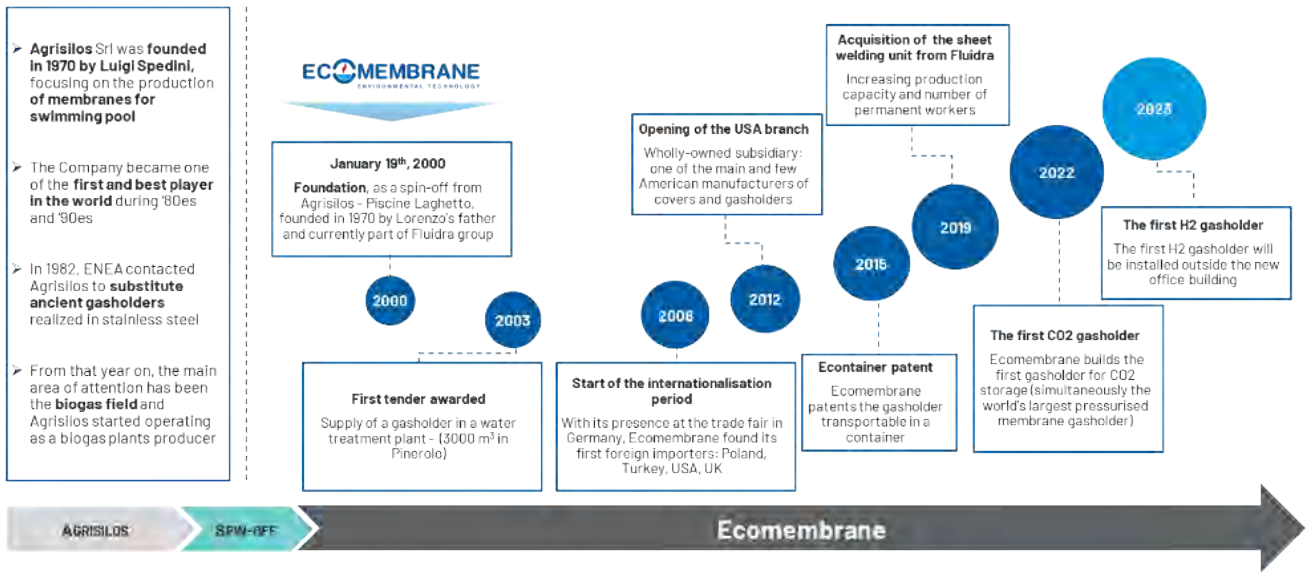 Agrisilos Srl was founded
in 1970 by Luigi Spedini,
focusing on the production
of membranes for
swimming pool
The Company became one
of the first and best player
in the world during '80es
and '90es
In 1982, ENEA contacted
Agrisilos to substitute
ancient gasholders
realized in stainless steel
From that year on, the main
area of attention has been
the biogas field and
Agrisilos started operating
as a biogas plants producer
ECOMEMBRANE
ENVIRONMENTAL TECHNOLOGY
January 19th, 2000
Foundation, as a spin-off from
Agrisilos - Piscine Laghetto,
founded in 1970 by Lorenzo's father
and currently part of Fluidra group
2000
2003
First tender awarded
Supply of a gasholder in a water
treatment plant - (3000 m³ in
Pinerolo)
2006
Start of the internationalisation
period
With its presence at the trade fair in
Germany, Ecomembrane found its
first foreign importers: Poland,
Turkey, USA, UK
Opening of the USA branch
Wholly-owned subsidiary:
one of the main and few
American manufacturers of
covers and gasholders
2012
2015
Econtainer patent
Ecomembrane
patents the gasholder
transportable in a
container
Acquisition of the sheet
welding unit from Fluidra
Increasing production
capacity and number of
permanent workers
2019
2022
The first CO2 gasholder
Ecomembrane builds the
first gasholder for CO2
storage (simultaneously the
world's largest pressurised
membrane gasholder)
2023
The first H2 gasholder
The first H2 gasholder will
be installed outside the new
office building
AGRISILOS
SPIN-OFF
Ecomembrane